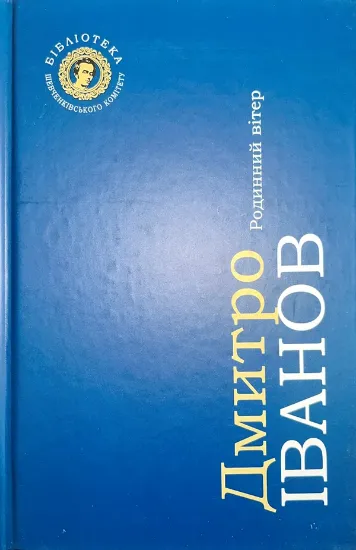 БІБЛІОТЕКА
ШЕВЧЕНКІВСЬКОГО КОМІТЕТУ
Дмитро
ІВАНОВ
Родинний вітер